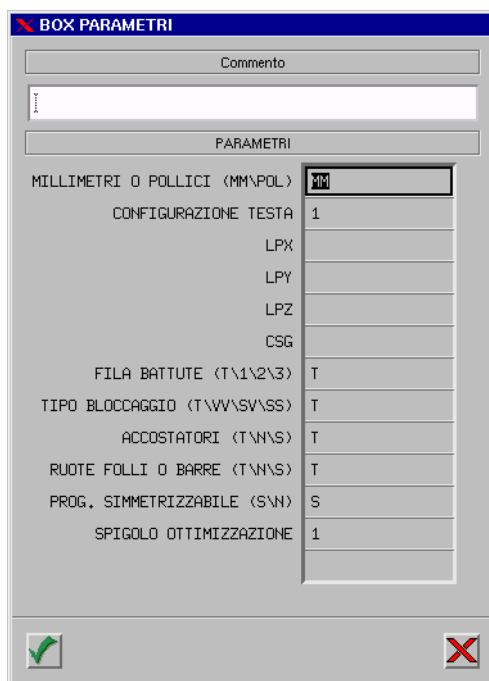 BOX PARAMETRI
Commento
PARAMETRI
MILLIMETRI O POLLICI (MM\POL) MM
CONFIGURAZIONE TESTA 1
LPX
LPY
LPZ
CSG
FILA BATTUTE (T\1\2\3) T
TIPO BLOCCAGGIO (T\VV\SV\SS) T
ACCOSTATORI (T\N\S) T
RUOTE FOLLI O BARRE (T\N\S) T
PROG. SIMMETRIZZABILE (S\N) S
SPIGOLO OTTIMIZZAZIONE 1